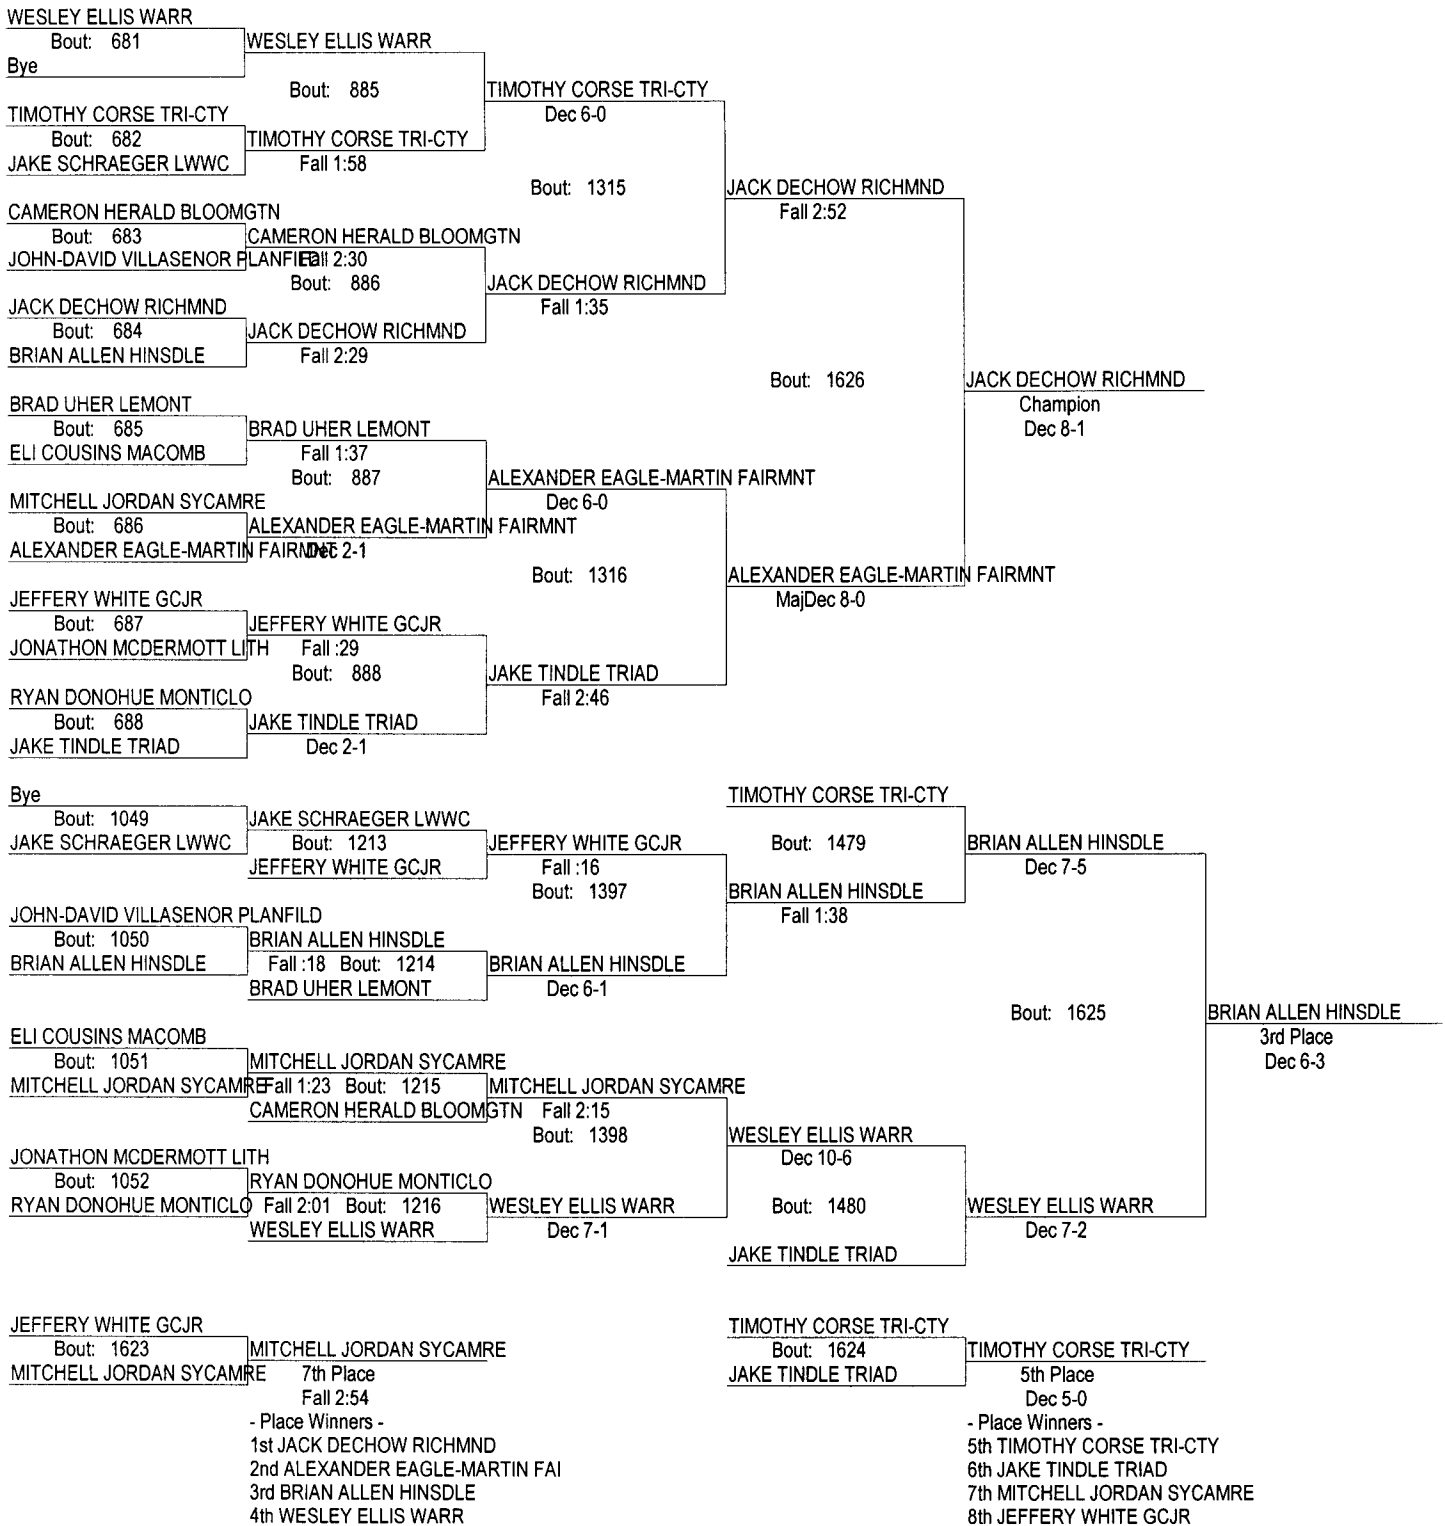 WESLEY ELLIS WARR
Bout: 681
Bye
WESLEY ELLIS WARR
Bout: 885
TIMOTHY CORSE TRI-CTY
Bout: 682
JAKE SCHRAEGER LWWC
TIMOTHY CORSE TRI-CTY
Fall 1:58
TIMOTHY CORSE TRI-CTY
Dec 6-0
Bout: 1315
CAMERON HERALD BLOOMGTN
Bout: 683
JOHN-DAVID VILLASENOR PLANFILD
CAMERON HERALD BLOOMGTN
Fall 2:30
Bout: 886
JACK DECHOW RICHMND
Bout: 684
BRIAN ALLEN HINSDLE
JACK DECHOW RICHMND
Fall 2:29
JACK DECHOW RICHMND
Fall 1:35
JACK DECHOW RICHMND
Fall 2:52
Bout: 1626
JACK DECHOW RICHMND
Champion
Dec 8-1
BRAD UHER LEMONT
Bout: 685
ELI COUSINS MACOMB
BRAD UHER LEMONT
Fall 1:37
Bout: 887
MITCHELL JORDAN SYCAMRE
Bout: 686
ALEXANDER EAGLE-MARTIN FAIRMNT
ALEXANDER EAGLE-MARTIN FAIRMNT
Dec 2-1
ALEXANDER EAGLE-MARTIN FAIRMNT
Dec 6-0
Bout: 1316
ALEXANDER EAGLE-MARTIN FAIRMNT
MajDec 8-0
JEFFERY WHITE GCJR
Bout: 687
JONATHON MCDERMOTT LITH
JEFFERY WHITE GCJR
Fall :29
Bout: 888
RYAN DONOHUE MONTICLO
Bout: 688
JAKE TINDLE TRIAD
JAKE TINDLE TRIAD
Dec 2-1
JAKE TINDLE TRIAD
Fall 2:46
Bye
Bout: 1049
JAKE SCHRAEGER LWWC
JAKE SCHRAEGER LWWC
Bout: 1213
JEFFERY WHITE GCJR
JEFFERY WHITE GCJR
Fall :16
Bout: 1397
JOHN-DAVID VILLASENOR PLANFILD
Bout: 1050
BRIAN ALLEN HINSDLE
BRIAN ALLEN HINSDLE
Fall :18 Bout: 1214
BRAD UHER LEMONT
BRIAN ALLEN HINSDLE
Dec 6-1
TIMOTHY CORSE TRI-CTY
Bout: 1479
BRIAN ALLEN HINSDLE
Fall 1:38
BRIAN ALLEN HINSDLE
Dec 7-5
Bout: 1625
BRIAN ALLEN HINSDLE
3rd Place
Dec 6-3
ELI COUSINS MACOMB
Bout: 1051
MITCHELL JORDAN SYCAMRE
MITCHELL JORDAN SYCAMRE
Fall 1:23 Bout: 1215
CAMERON HERALD BLOOMGTN
MITCHELL JORDAN SYCAMRE
Fall 2:15
Bout: 1398
JONATHON MCDERMOTT LITH
Bout: 1052
RYAN DONOHUE MONTICLO
RYAN DONOHUE MONTICLO
Fall 2:01 Bout: 1216
WESLEY ELLIS WARR
WESLEY ELLIS WARR
Dec 7-1
WESLEY ELLIS WARR
Dec 10-6
Bout: 1480
JAKE TINDLE TRIAD
WESLEY ELLIS WARR
Dec 7-2
JEFFERY WHITE GCJR
Bout: 1623
MITCHELL JORDAN SYCAMRE
MITCHELL JORDAN SYCAMRE
7th Place
Fall 2:54
- Place Winners -
1st JACK DECHOW RICHMND
2nd ALEXANDER EAGLE-MARTIN FAI
3rd BRIAN ALLEN HINSDLE
4th WESLEY ELLIS WARR
TIMOTHY CORSE TRI-CTY
Bout: 1624
JAKE TINDLE TRIAD
TIMOTHY CORSE TRI-CTY
5th Place
Dec 5-0
- Place Winners -
5th TIMOTHY CORSE TRI-CTY
6th JAKE TINDLE TRIAD
7th MITCHELL JORDAN SYCAMRE
8th JEFFERY WHITE GCJR